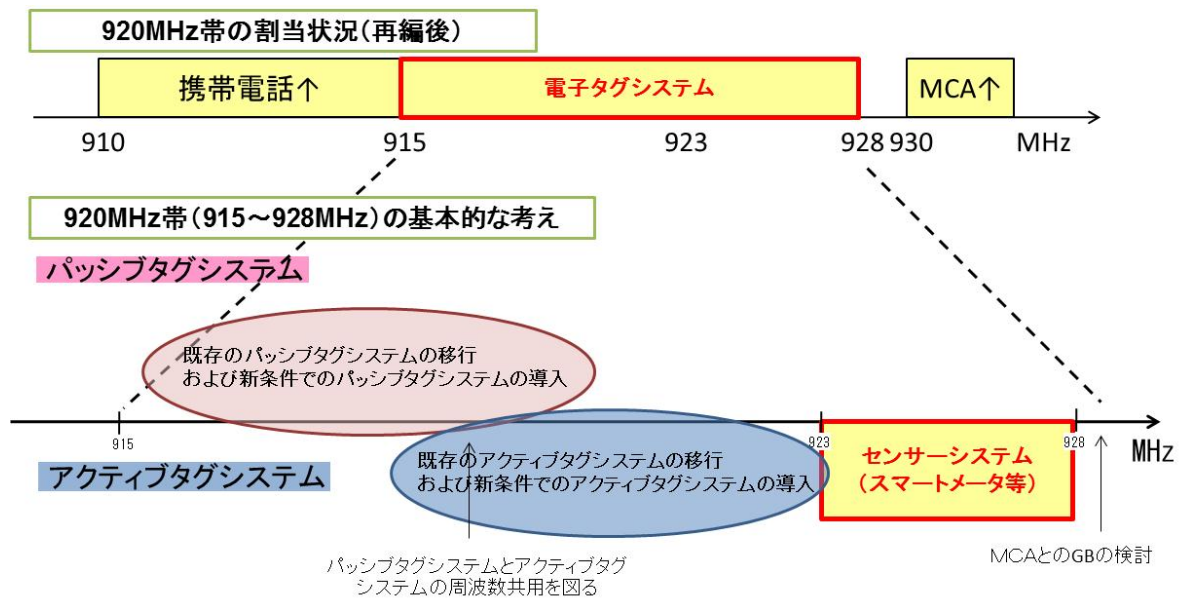 920MHz帯の割当状況(再編後)
携帯電話↑
電子タグシステム
MCA↑
910
915
923
928
930
MHz
920MHz帯(915～928MHz)の基本的な考え
パッシブタグシステム
既存のパッシブタグシステムの移行
および新条件でのパッシブタグシステムの導入
915
923
928
MHz
アクティブタグシステム
既存のアクティブタグシステムの移行
および新条件でのアクティブタグシステムの導入
センサーシステム
(スマートメータ等)
パッシブタグシステムとアクティブタグ
システムの周波数共用を図る
MCAとのGBの検討